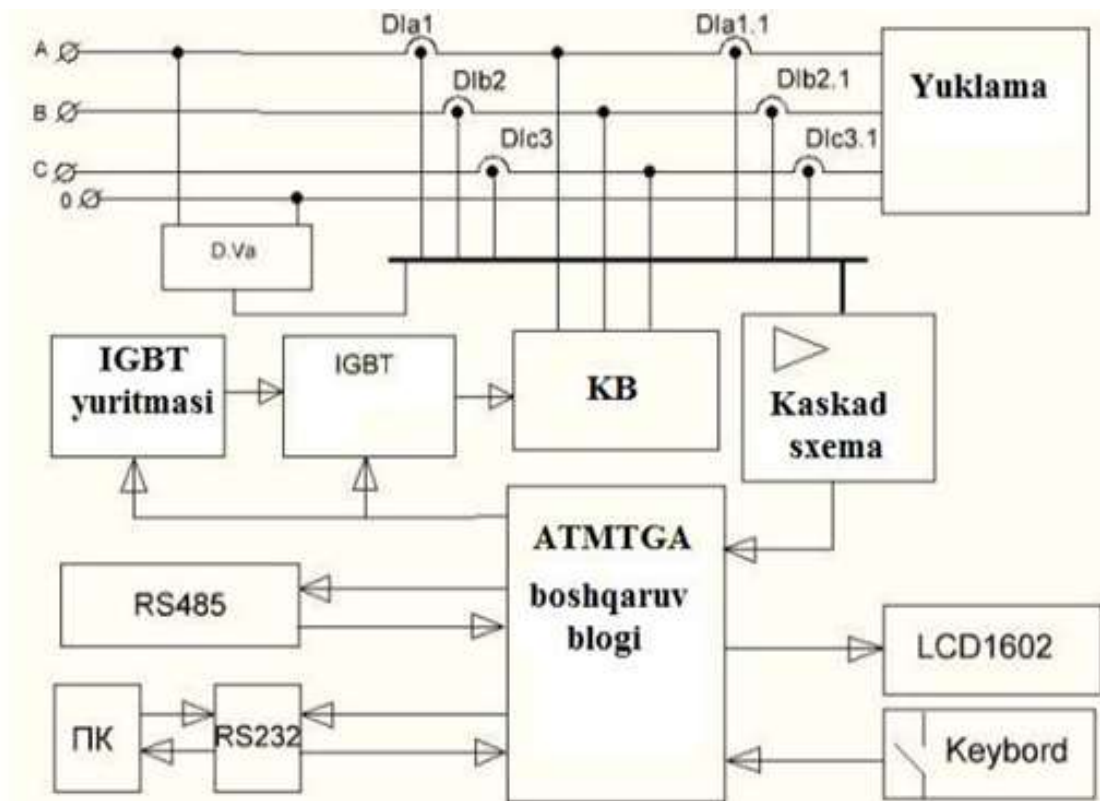 DIa1
DIa1.1
A
DIb2
DIb2.1
Yuklama
B
DIc3
DIc3.1
C
0
D.Va
IGBT
yuritmasi
IGBT
KB
Kaskad
sxema
ATMTGA
boshqaruv
blogi
RS485
LCD1602
ПК
RS232
Keybord